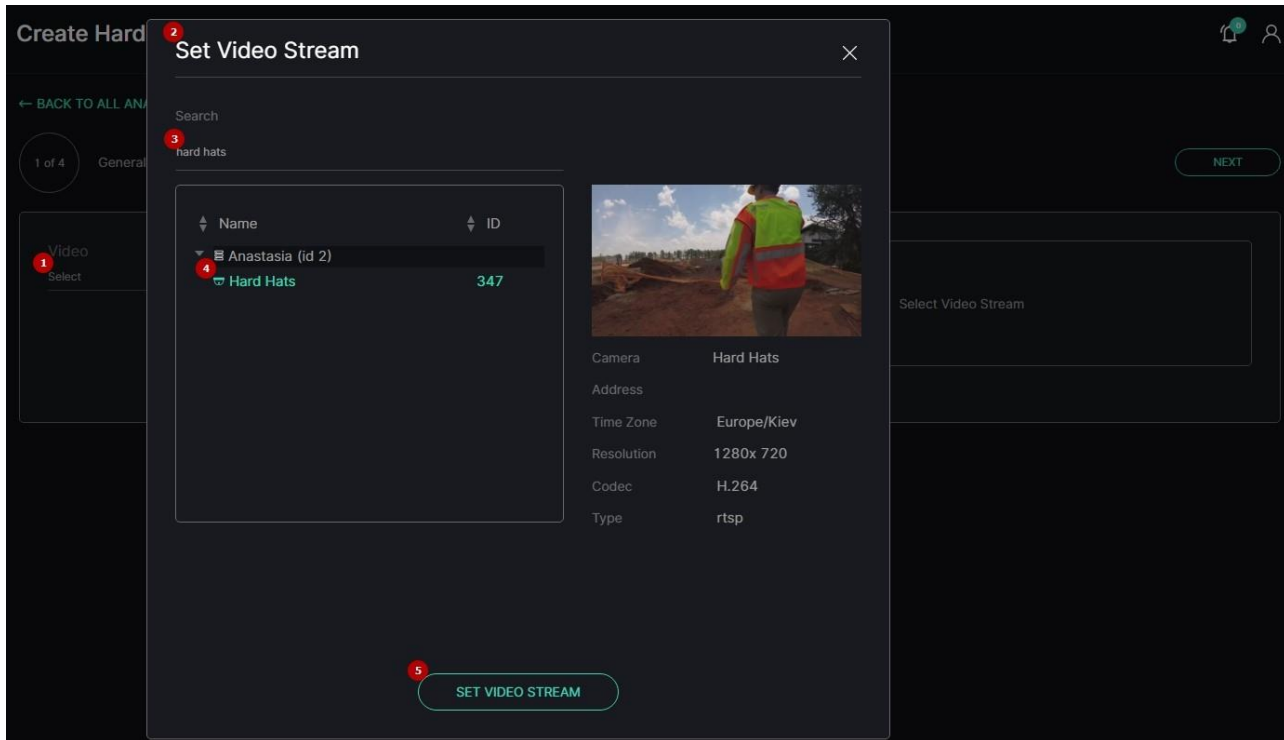 Create Hard
2
Set Video Stream
0
← BACK TO ALL ANA
Search
3
hard hats
1 of 4
General
NEXT
Name
ID
Video
1
Select
Anastasia (id 2)
4
Hard Hats
347
Select Video Stream
Camera
Hard Hats
Address
Time Zone
Europe/Kiev
Resolution
1280x 720
Codec
H.264
Type
rtsp
5
SET VIDEO STREAM